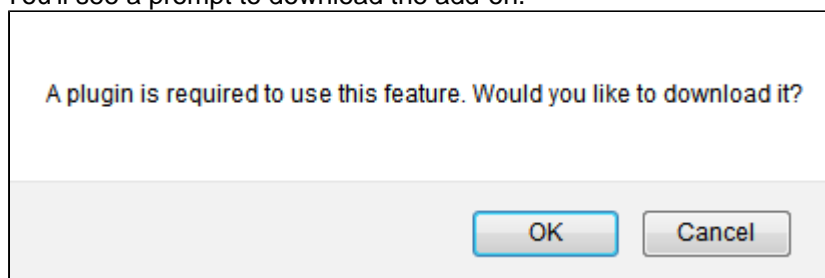 You'll see a prompt to download the add-on.
A plugin is required to use this feature. Would you like to download it?
OK
Cancel